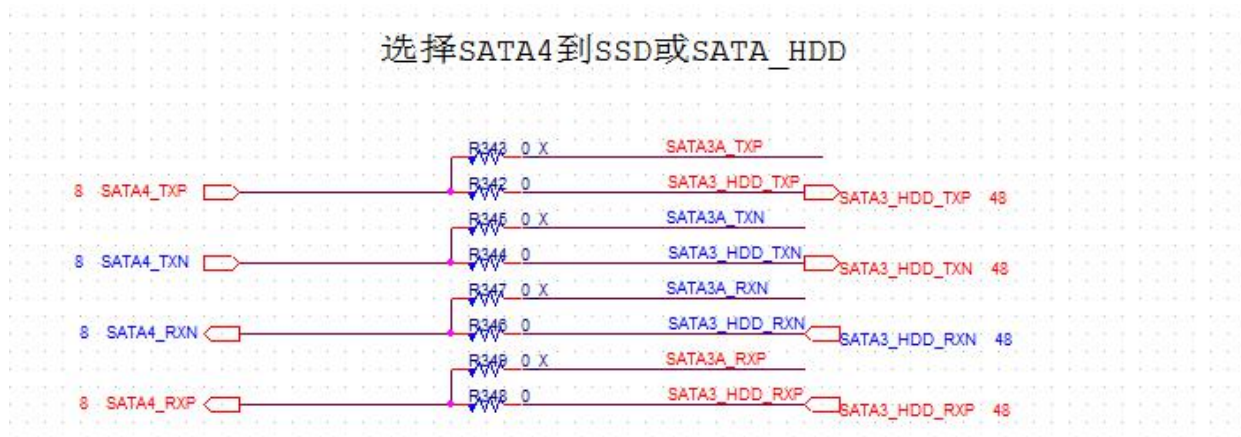 选择SATA4到SSD或SATA_HDD
R343 0 X SATA3A_TXP
8 SATA4_TXP R342 0 SATA3_HDD_TXP SATA3_HDD_TXP 48
R345 0 X SATA3A_TXN
8 SATA4_TXN R344 0 SATA3_HDD_TXN SATA3_HDD_TXN 48
R347 0 X SATA3A_RXN
8 SATA4_RXN R346 0 SATA3_HDD_RXN SATA3_HDD_RXN 48
R349 0 X SATA3A_RXP
8 SATA4_RXP R348 0 SATA3_HDD_RXP SATA3_HDD_RXP 48